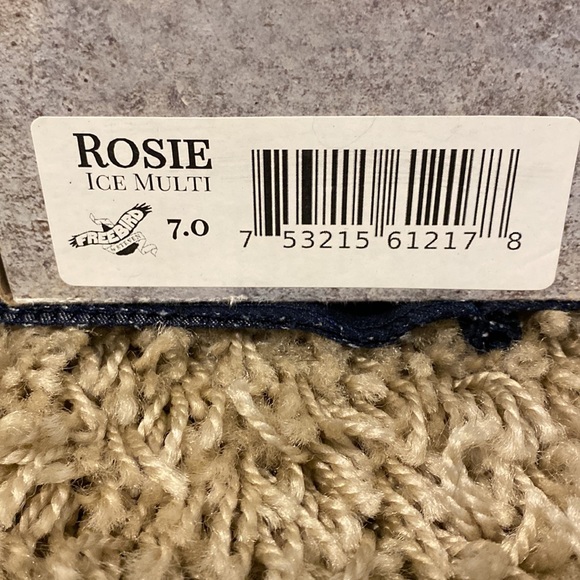 ROSIE
ICE MULTI
FREEBIRD
7.0
7 53215 61217 8